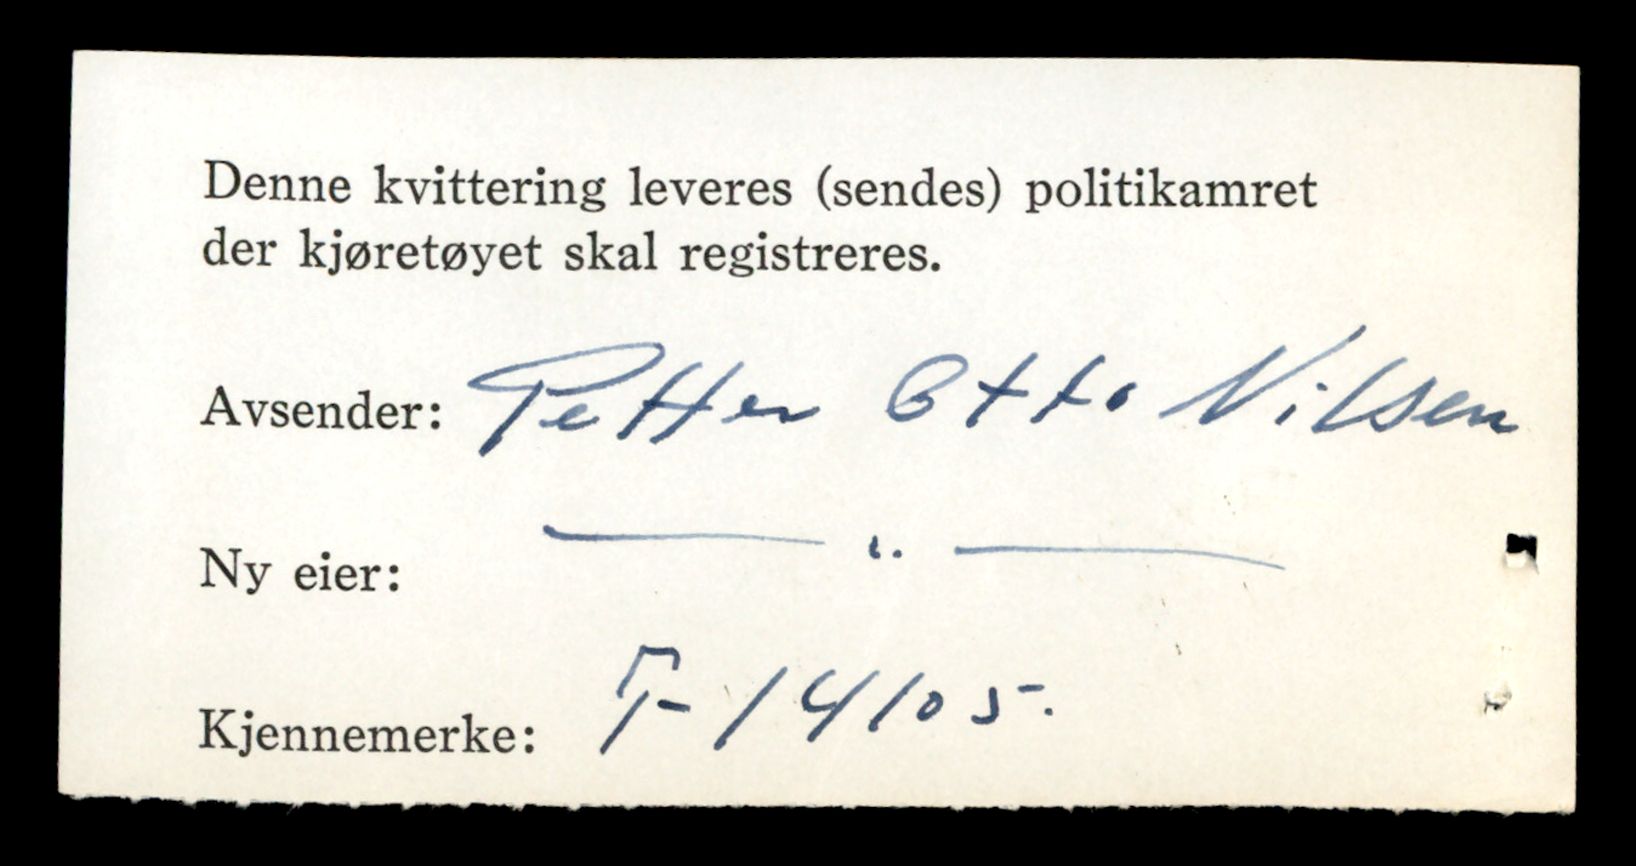 Denne kvittering leveres (sendes) politikamret
der kjøretøyet skal registreres.
Avsender: Petter Otto Nilsen
Ny eier: — " —
Kjennemerke: T-14105.